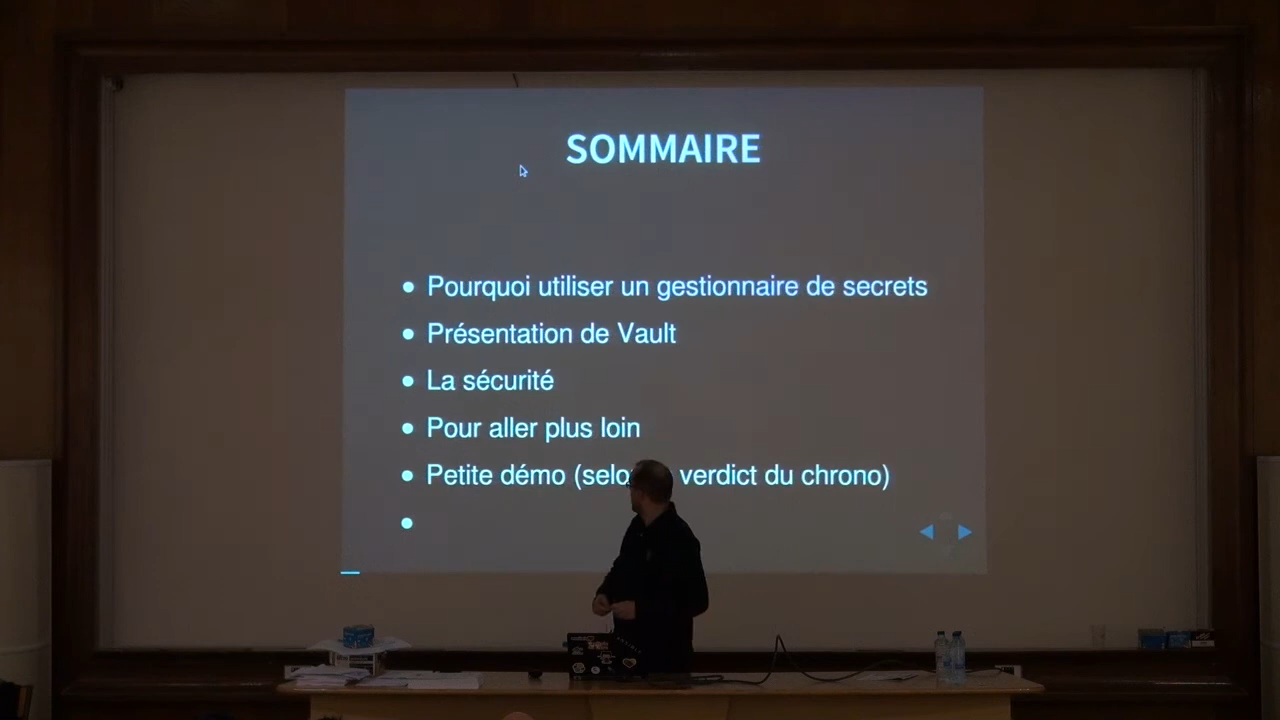 SOMMAIRE
Pourquoi utiliser un gestionnaire de secrets
Présentation de Vault
La sécurité
Pour aller plus loin
Petite démo (selo verdict du chrono)